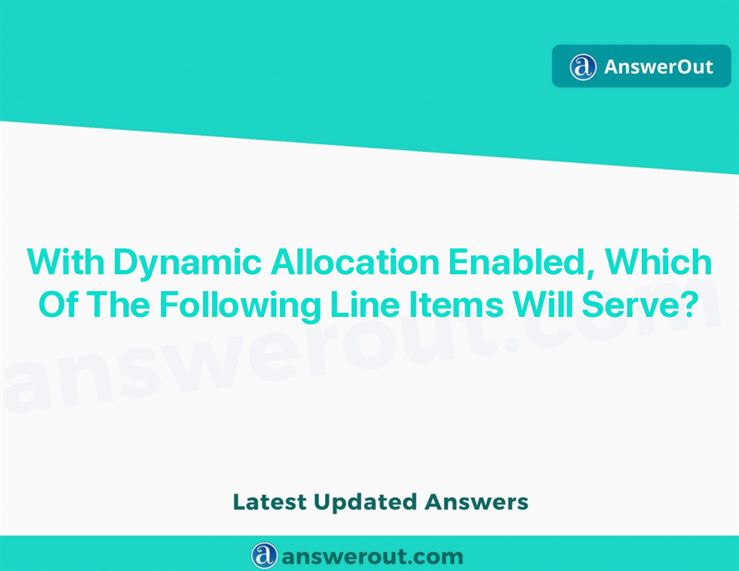 a AnswerOut
With Dynamic Allocation Enabled, Which
Of The Following Line Items Will Serve?
answerout.com
Latest Updated Answers
a answerout.com